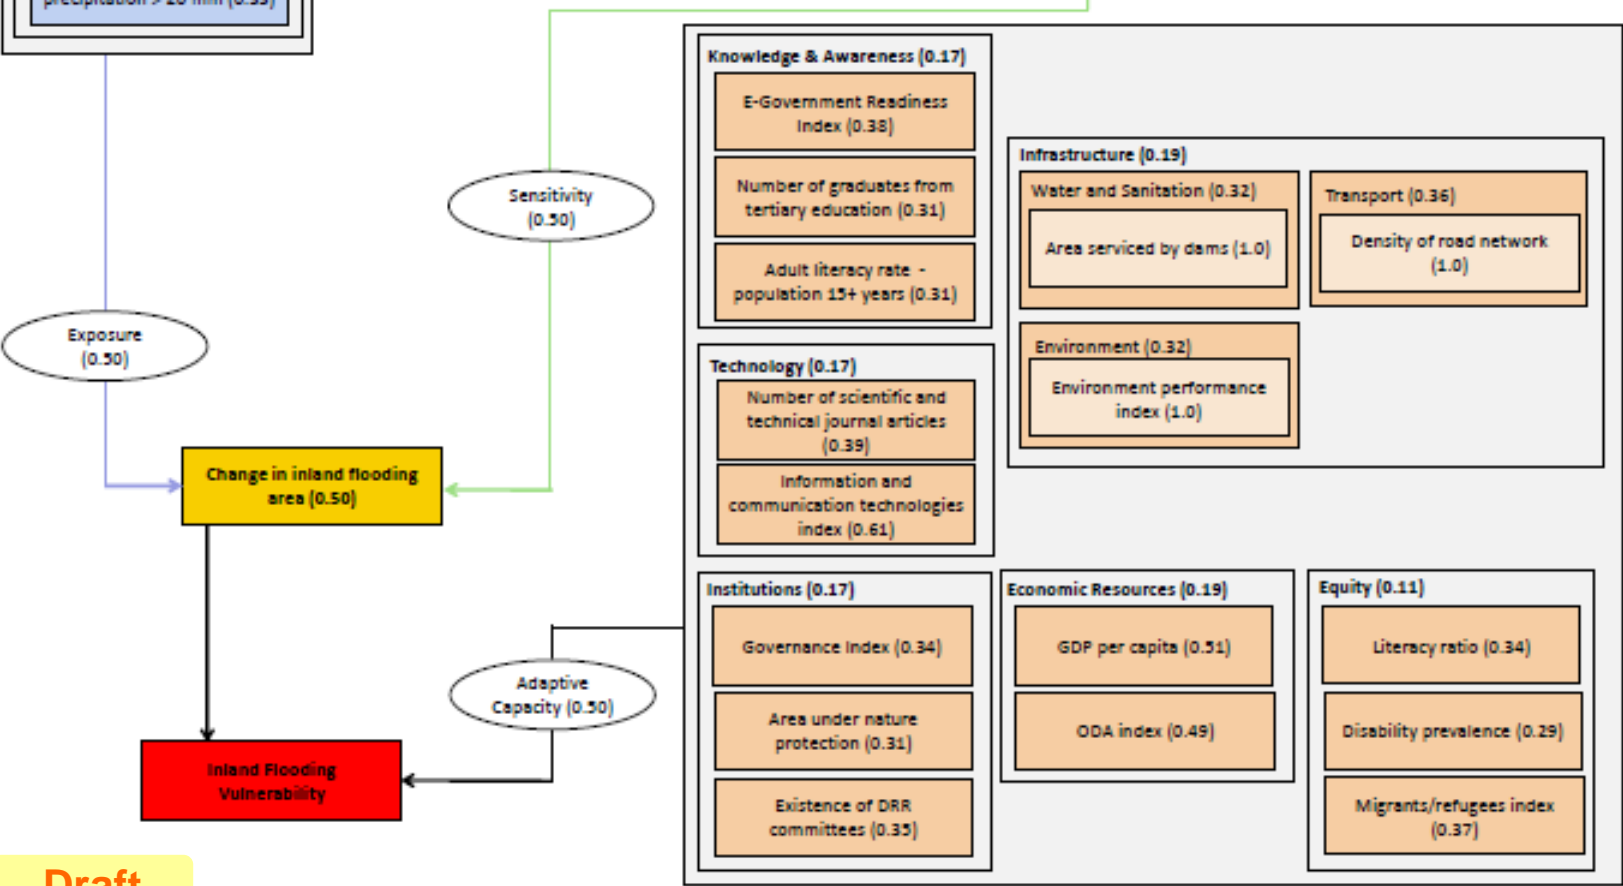 precipitation > 20 mm (0.33)
Knowledge & Awareness (0.17)
E-Government Readiness
Index (0.38)
Number of graduates from
tertiary education (0.31)
Adult literacy rate -
population 15+ years (0.31)
Infrastructure (0.19)
Water and Sanitation (0.32)
Area serviced by dams (1.0)
Transport (0.36)
Density of road network
(1.0)
Environment (0.32)
Environment performance
index (1.0)
Sensitivity
(0.50)
Exposure
(0.50)
Technology (0.17)
Number of scientific and
technical journal articles
(0.39)
Information and
communication technologies
index (0.61)
Change in inland flooding
area (0.50)
Institutions (0.17)
Governance Index (0.34)
Area under nature
protection (0.31)
Existence of DRR
committees (0.35)
Economic Resources (0.19)
GDP per capita (0.51)
ODA index (0.49)
Equity (0.11)
Literacy ratio (0.34)
Disability prevalence (0.29)
Migrants/refugees index
(0.37)
Adaptive
Capacity (0.50)
Inland Flooding
Vulnerability
Draft